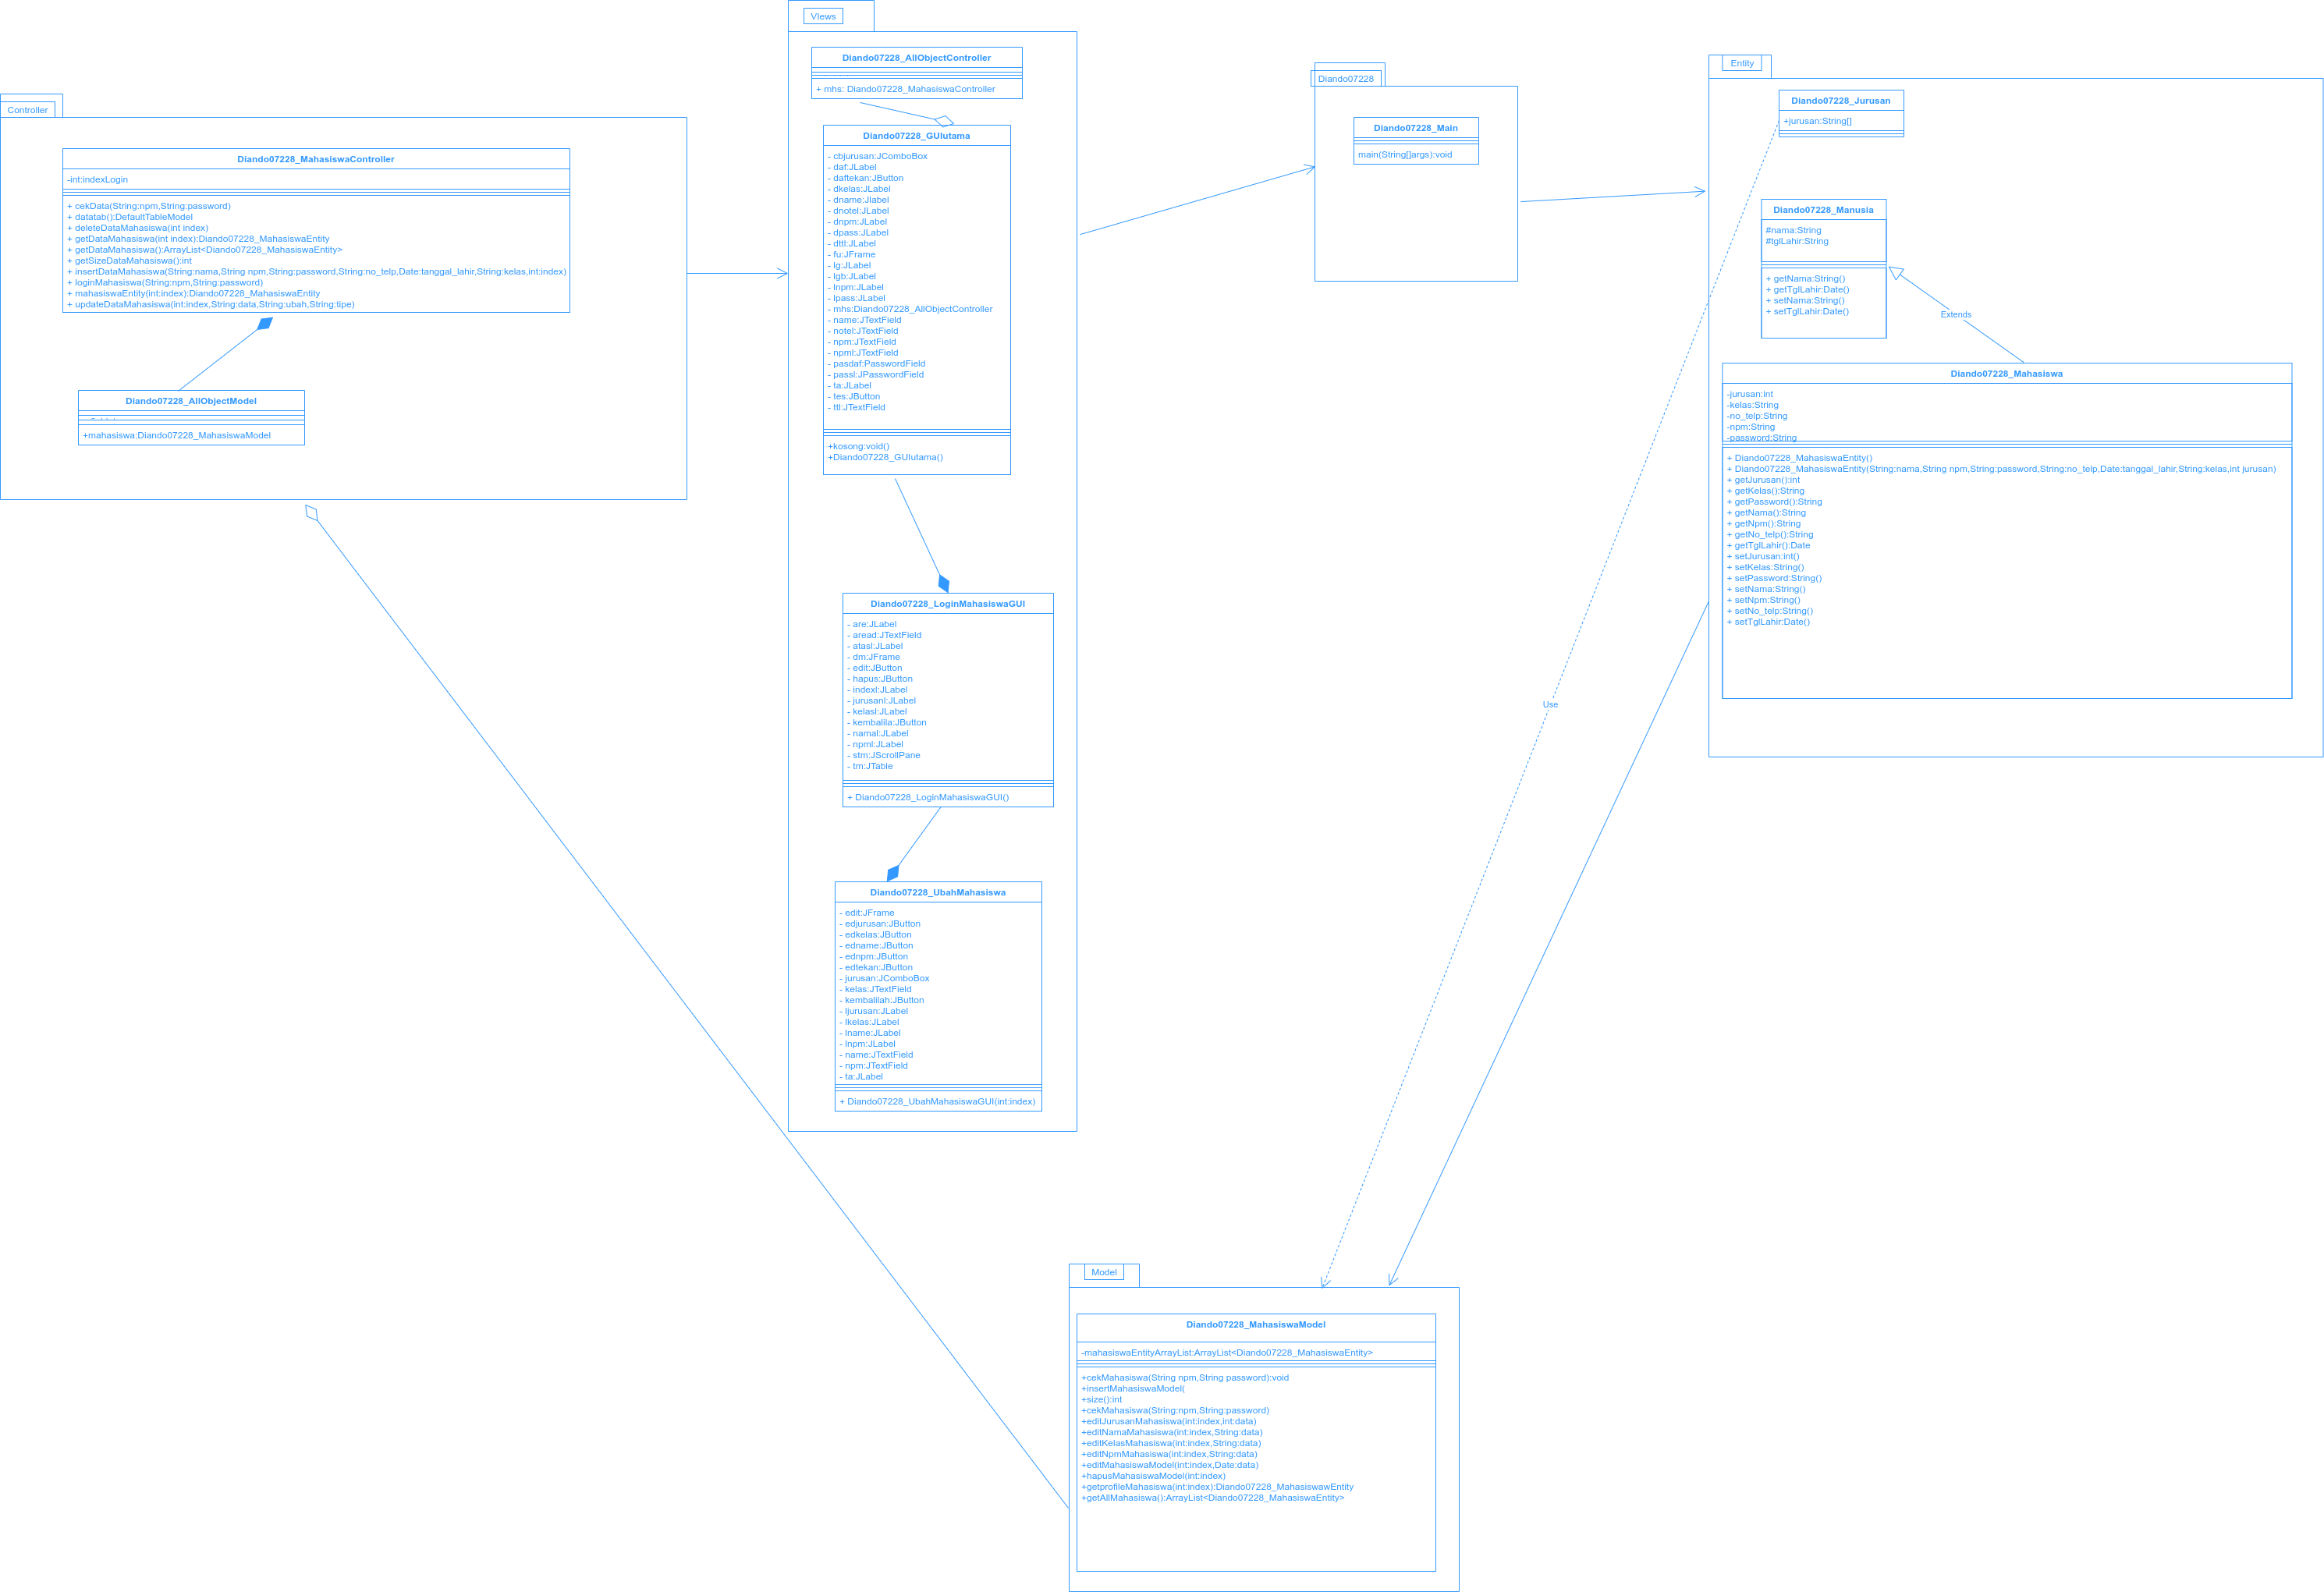 Controller
Diando07228_MahasiswaController
-int:indexLogin
+ cekData(String:npm,String:password)
+ datatab():DefaultTableModel
+ deleteDataMahasiswa(int index)
+ getDataMahasiswa(int index):Diando07228_MahasiswaEntity
+ getDataMahasiswa():ArrayList<Diando07228_MahasiswaEntity>
+ getSizeDataMahasiswa():int
+ insertDataMahasiswa(String:nama,String npm,String:password,String:no_telp,Date:tanggal_lahir,String:kelas,int:index)
+ loginMahasiswa(String:npm,String:password)
+ mahasiswaEntity(int:index):Diando07228_MahasiswaEntity
+ updateDataMahasiswa(int:index,String:data,String:ubah,String:tipe)
Diando07228_AllObjectModel
+mahasiswa:Diando07228_MahasiswaModel
VIews
Diando07228_AllObjectController
+ mhs: Diando07228_MahasiswaController
Diando07228_GUIutama
- cbjurusan:JComboBox
- daf:JLabel
- daftekan:JButton
- dkelas:JLabel
- dname:Jlabel
- dnotel:JLabel
- dnpm:JLabel
- dpass:JLabel
- dttl:JLabel
- fu:JFrame
- lg:JLabel
- lgb:JLabel
- lnpm:JLabel
- lpass:JLabel
- mhs:Diando07228_AllObjectController
- name:JTextField
- notel:JTextField
- npm:JTextField
- npml:JTextField
- pasdaf:PasswordField
- passl:JPasswordField
- ta:JLabel
- tes:JButton
- ttl:JTextField
+kosong:void()
+Diando07228_GUIutama()
Diando07228_LoginMahasiswaGUI
- are:JLabel
- aread:JTextField
- atasl:JLabel
- dm:JFrame
- edit:JButton
- hapus:JButton
- indexl:JLabel
- jurusanl:JLabel
- kelasl:JLabel
- kembalila:JButton
- namal:JLabel
- npml:JLabel
- stm:JScrollPane
- tm:JTable
+ Diando07228_LoginMahasiswaGUI()
Diando07228_UbahMahasiswa
- edit:JFrame
- edjurusan:JButton
- edkelas:JButton
- edname:JButton
- ednpm:JButton
- edtekan:JButton
- jurusan:JComboBox
- kelas:JTextField
- kembalilah:JButton
- ljurusan:JLabel
- lkelas:JLabel
- lname:JLabel
- lnpm:JLabel
- name:JTextField
- npm:JTextField
- ta:JLabel
+ Diando07228_UbahMahasiswaGUI(int:index)
Diando07228
Diando07228_Main
main(String[]args):void
Entity
Diando07228_Jurusan
+jurusan:String[]
Diando07228_Manusia
#nama:String
#tglLahir:String
+ getNama:String()
+ getTglLahir:Date()
+ setNama:String()
+ setTglLahir:Date()
Extends
Diando07228_Mahasiswa
-jurusan:int
-kelas:String
-no_telp:String
-npm:String
-password:String
+ Diando07228_MahasiswaEntity()
+ Diando07228_MahasiswaEntity(String:nama,String npm,String:password,String:no_telp,Date:tanggal_lahir,String:kelas,int jurusan)
+ getJurusan():int
+ getKelas():String
+ getPassword():String
+ getNama():String
+ getNpm():String
+ getNo_telp():String
+ getTglLahir():Date
+ setJurusan:int()
+ setKelas:String()
+ setPassword:String()
+ setNama:String()
+ setNpm:String()
+ setNo_telp:String()
+ setTglLahir:Date()
Use
Model
Diando07228_MahasiswaModel
-mahasiswaEntityArrayList:ArrayList<Diando07228_MahasiswaEntity>
+cekMahasiswa(String npm,String password):void
+insertMahasiswaModel(
+size():int
+cekMahasiswa(String:npm,String:password)
+editJurusanMahasiswa(int:index,int:data)
+editNamaMahasiswa(int:index,String:data)
+editKelasMahasiswa(int:index,String:data)
+editNpmMahasiswa(int:index,String:data)
+editMahasiswaModel(int:index,Date:data)
+hapusMahasiswaModel(int:index)
+getprofileMahasiswa(int:index):Diando07228_MahasiswawEntity
+getAllMahasiswa():ArrayList<Diando07228_MahasiswaEntity>